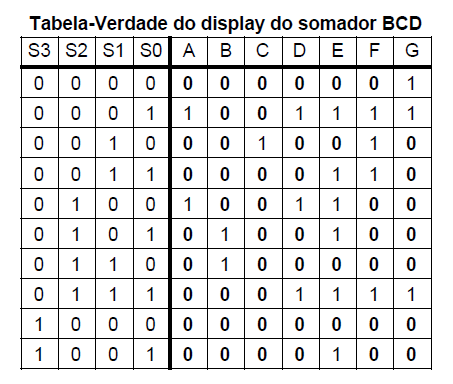 Tabela-Verdade do display do somador BCD
S3 S2 S1 S0 A B C D E F G
0 0 0 0 0 0 0 0 0 0 1
0 0 0 1 1 0 0 1 1 1 1
0 0 1 0 0 0 1 0 0 1 0
0 0 1 1 0 0 0 0 1 1 0
0 1 0 0 1 0 0 1 1 0 0
0 1 0 1 0 1 0 0 1 0 0
0 1 1 0 0 1 0 0 0 0 0
0 1 1 1 0 0 0 1 1 1 1
1 0 0 0 0 0 0 0 0 0 0
1 0 0 1 0 0 0 0 1 0 0